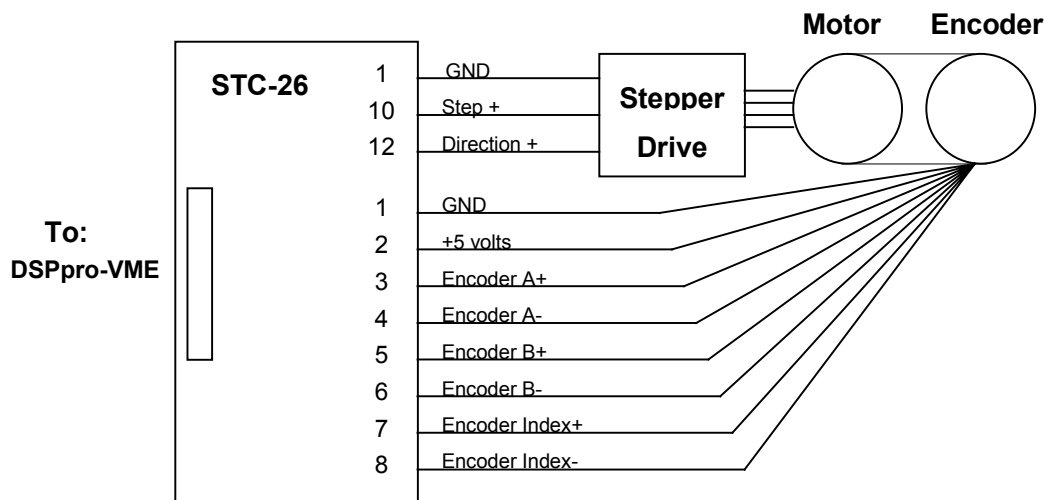 Motor Encoder
STC-26
1 GND
10 Step +
12 Direction +
Stepper
Drive
1 GND
2 +5 volts
3 Encoder A+
4 Encoder A-
5 Encoder B+
6 Encoder B-
7 Encoder Index+
8 Encoder Index-
To:
DSPpro-VME